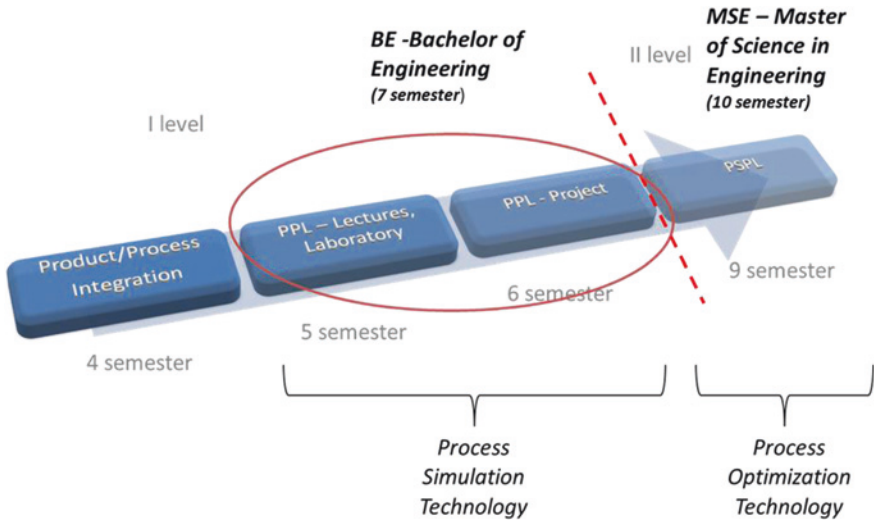 BE -Bachelor of
Engineering
(7 semester)
II level
MSE – Master
of Science in
Engineering
(10 semester)
I level
Product/Process
Integration
PPL – Lectures,
Laboratory
PPL - Project
PSPL
4 semester
5 semester
6 semester
9 semester
Process
Simulation
Technology
Process
Optimization
Technology